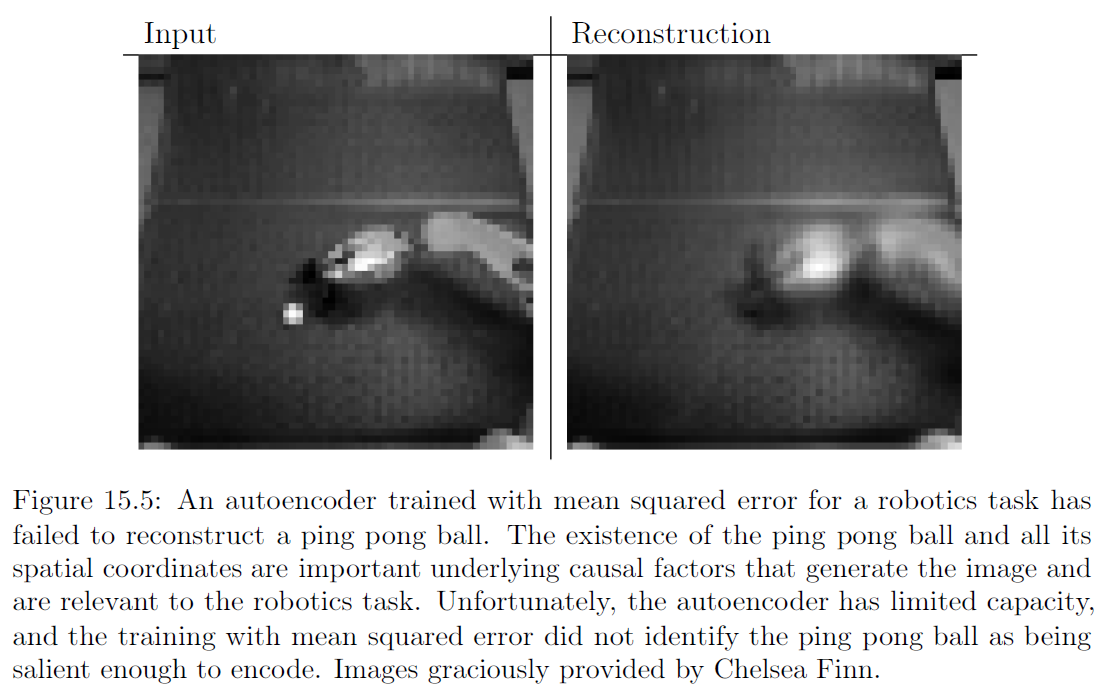 Input
Reconstruction
Figure 15.5: An autoencoder trained with mean squared error for a robotics task has
failed to reconstruct a ping pong ball. The existence of the ping pong ball and all its
spatial coordinates are important underlying causal factors that generate the image and
are relevant to the robotics task. Unfortunately, the autoencoder has limited capacity,
and the training with mean squared error did not identify the ping pong ball as being
salient enough to encode. Images graciously provided by Chelsea Finn.